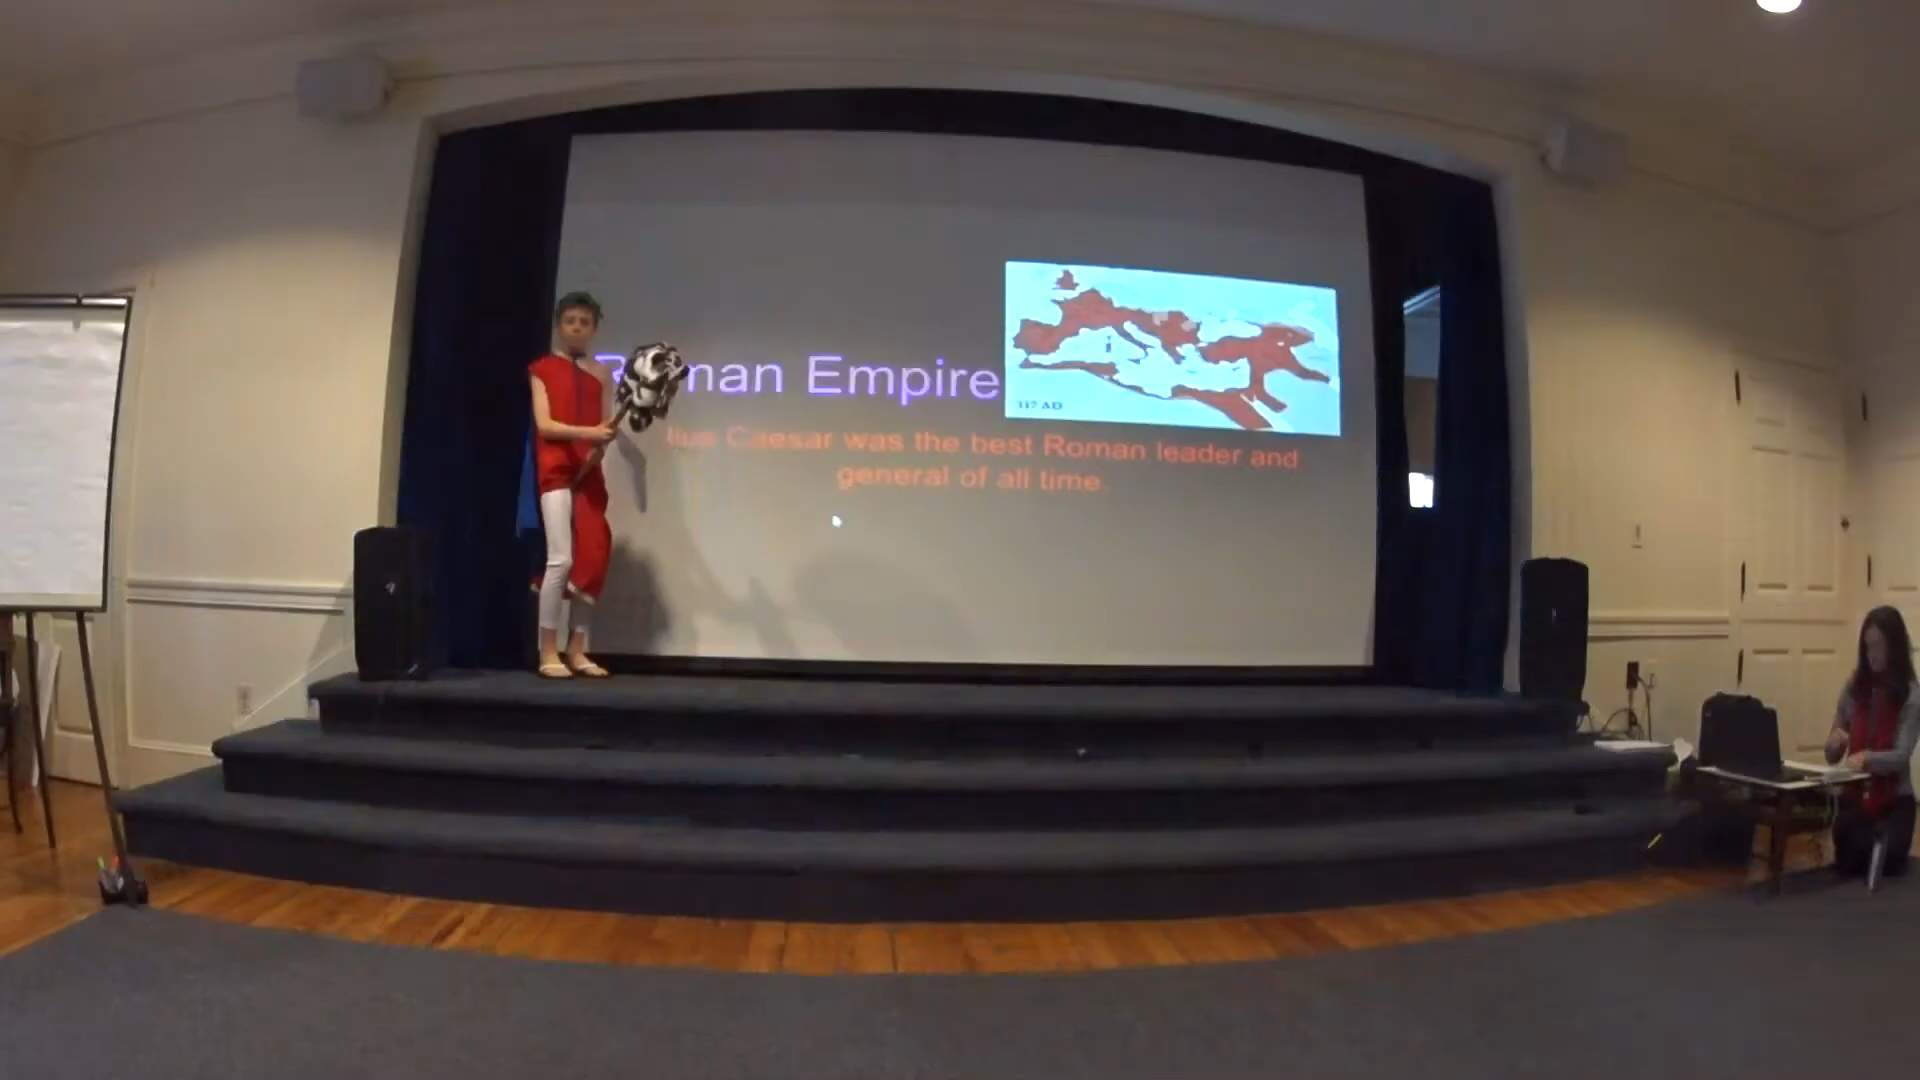 man Empire
117 AD
lius Caesar was the best Roman leader and
general of all time.